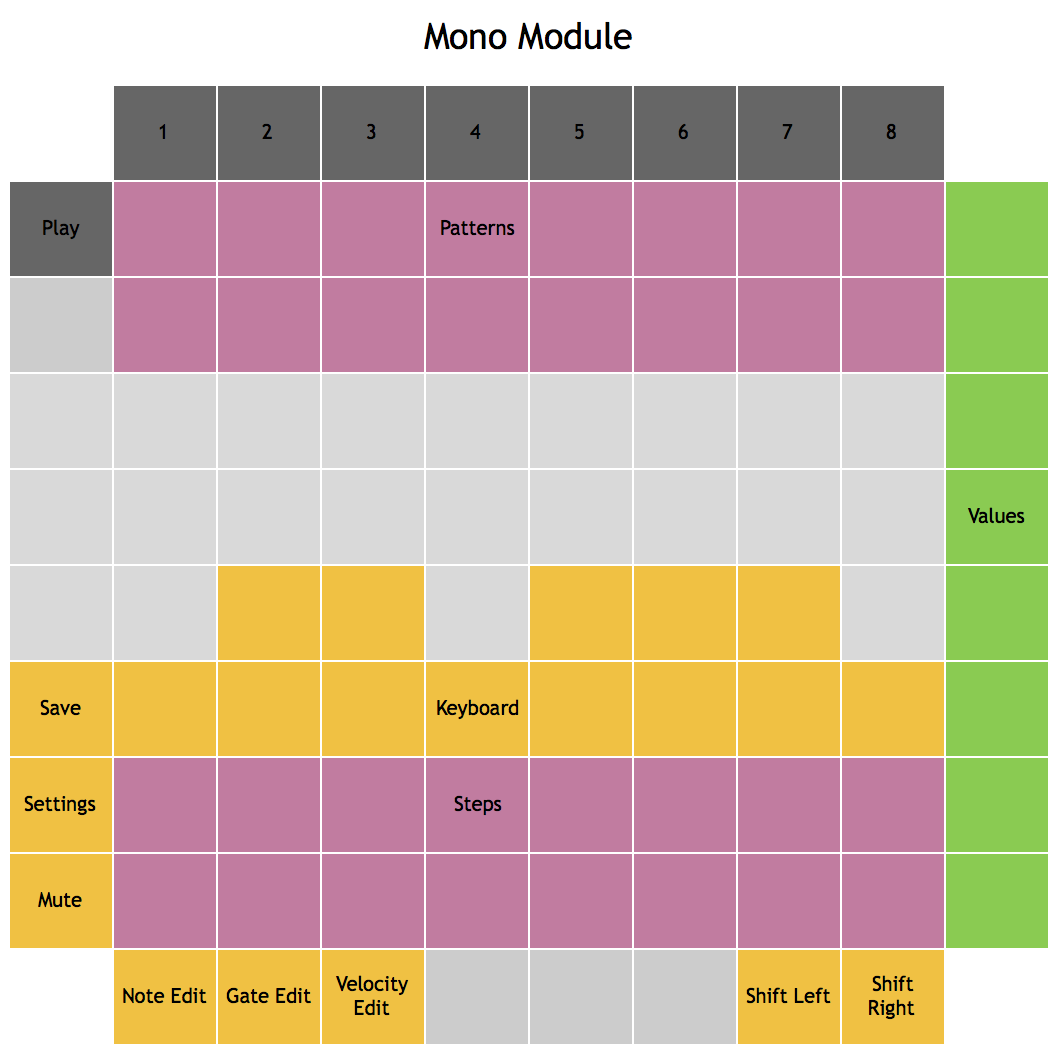 Mono Module
1 2 3 4 5 6 7 8
Play Patterns
Values
Save Keyboard
Settings Steps
Mute
Note Edit Gate Edit Velocity Edit Shift Left Shift Right